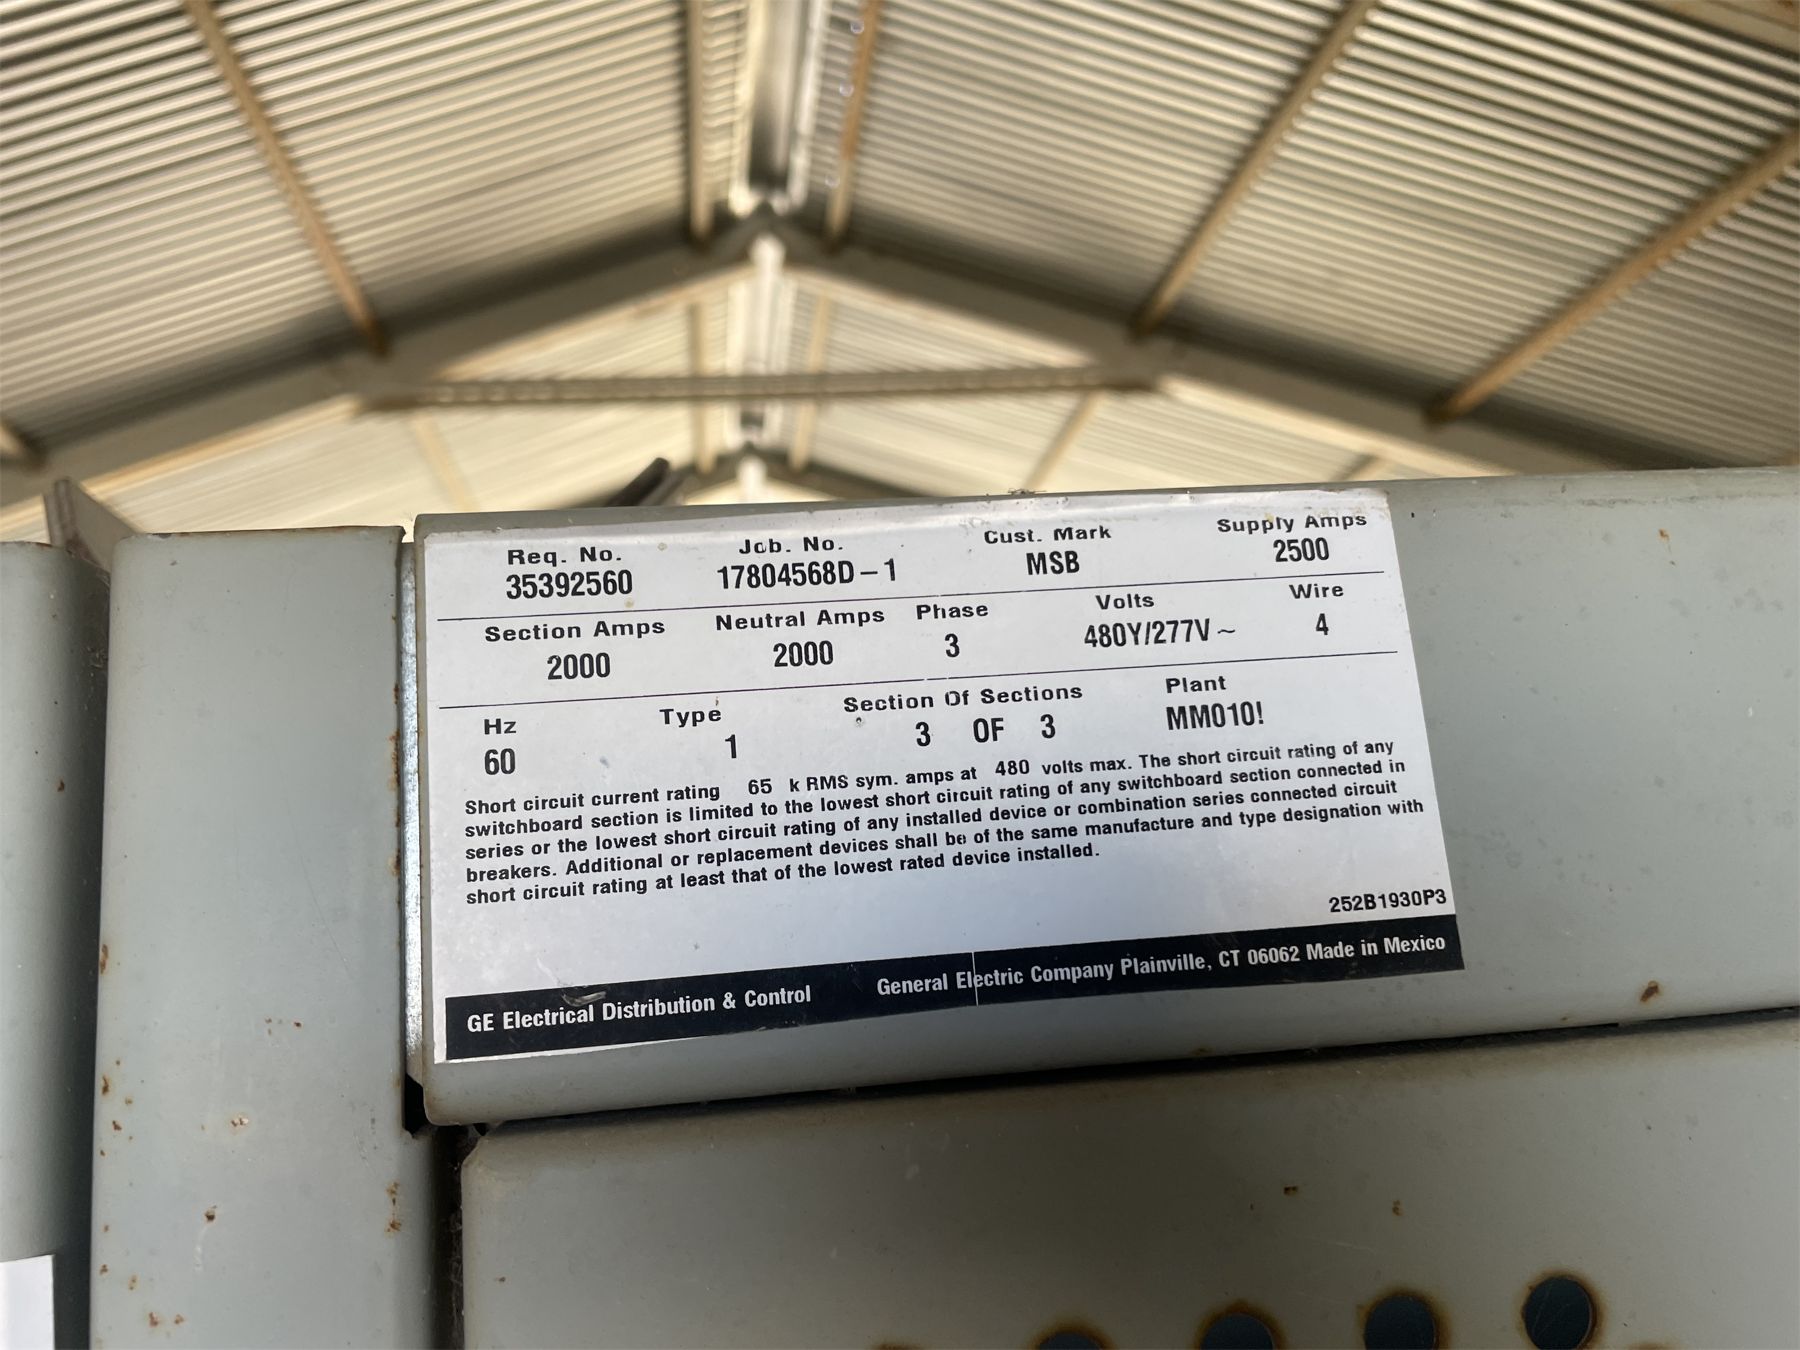 Req. No. Job. No. Cust. Mark Supply Amps
35392560 17804568D-1 MSB 2500
Section Amps Neutral Amps Phase Volts Wire
2000 2000 3 480Y/277V~ 4
Hz Type Section Of Sections Plant
60 1 3 OF 3 MM010!
Short circuit current rating 65 k RMS sym. amps at 480 volts max. The short circuit rating of any
switchboard section is limited to the lowest short circuit rating of any switchboard section connected in
series or the lowest short circuit rating of any installed device or combination series connected circuit
breakers. Additional or replacement devices shall be of the same manufacture and type designation with
short circuit rating at least that of the lowest rated device installed.
252B1930P3
GE Electrical Distribution & Control General Electric Company Plainville, CT 06062 Made in Mexico